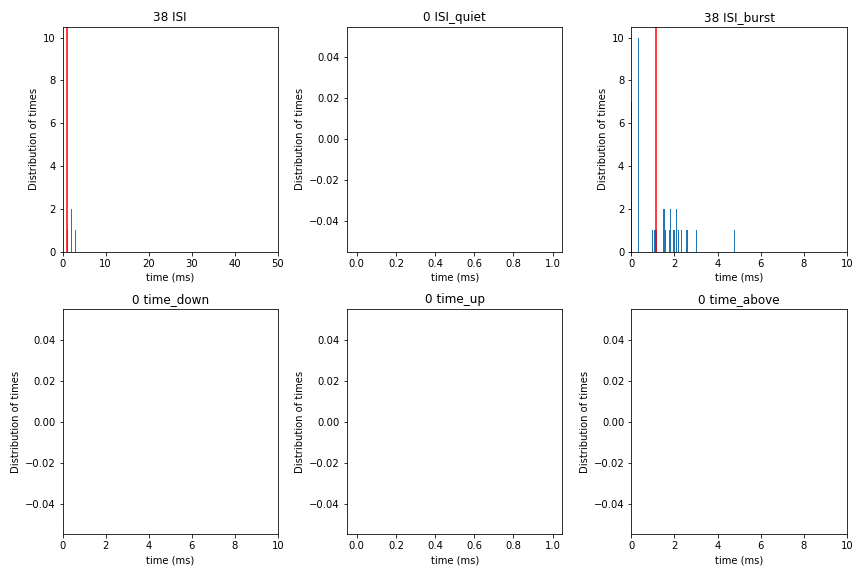 38 ISI
0 ISI_quiet
38 ISI_burst
Distribution of times
10
8
6
4
2
0
0 10 20 30 40 50
time (ms)
Distribution of times
0.04
0.02
0.00
−0.02
−0.04
0.0 0.2 0.4 0.6 0.8 1.0
time (ms)
Distribution of times
10
8
6
4
2
0
0 2 4 6 8 10
time (ms)
0 time_down
0 time_up
0 time_above
Distribution of times
0.04
0.02
0.00
−0.02
−0.04
0 2 4 6 8 10
time (ms)
Distribution of times
0.04
0.02
0.00
−0.02
−0.04
0.0 0.2 0.4 0.6 0.8 1.0
time (ms)
Distribution of times
0.04
0.02
0.00
−0.02
−0.04
0 2 4 6 8 10
time (ms)